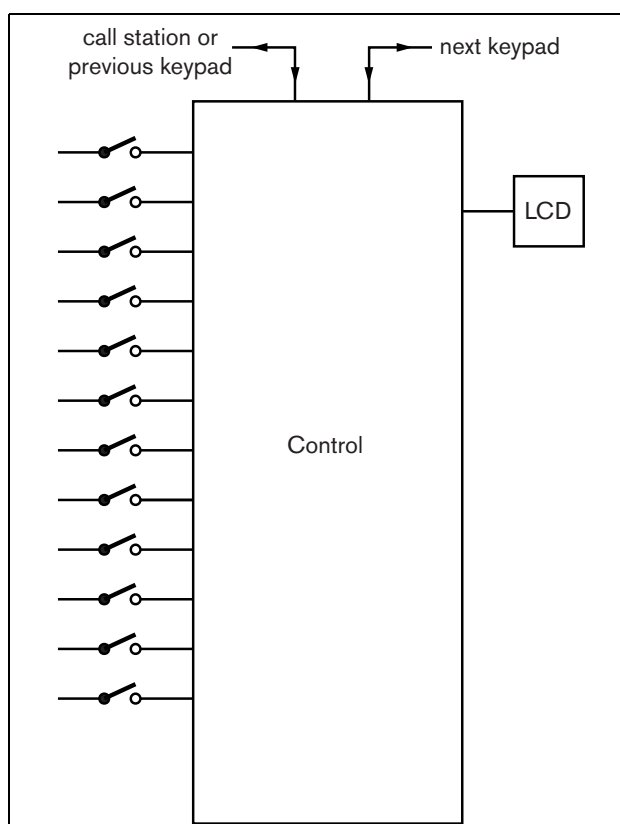 call station or
previous keypad
next keypad
LCD
Control